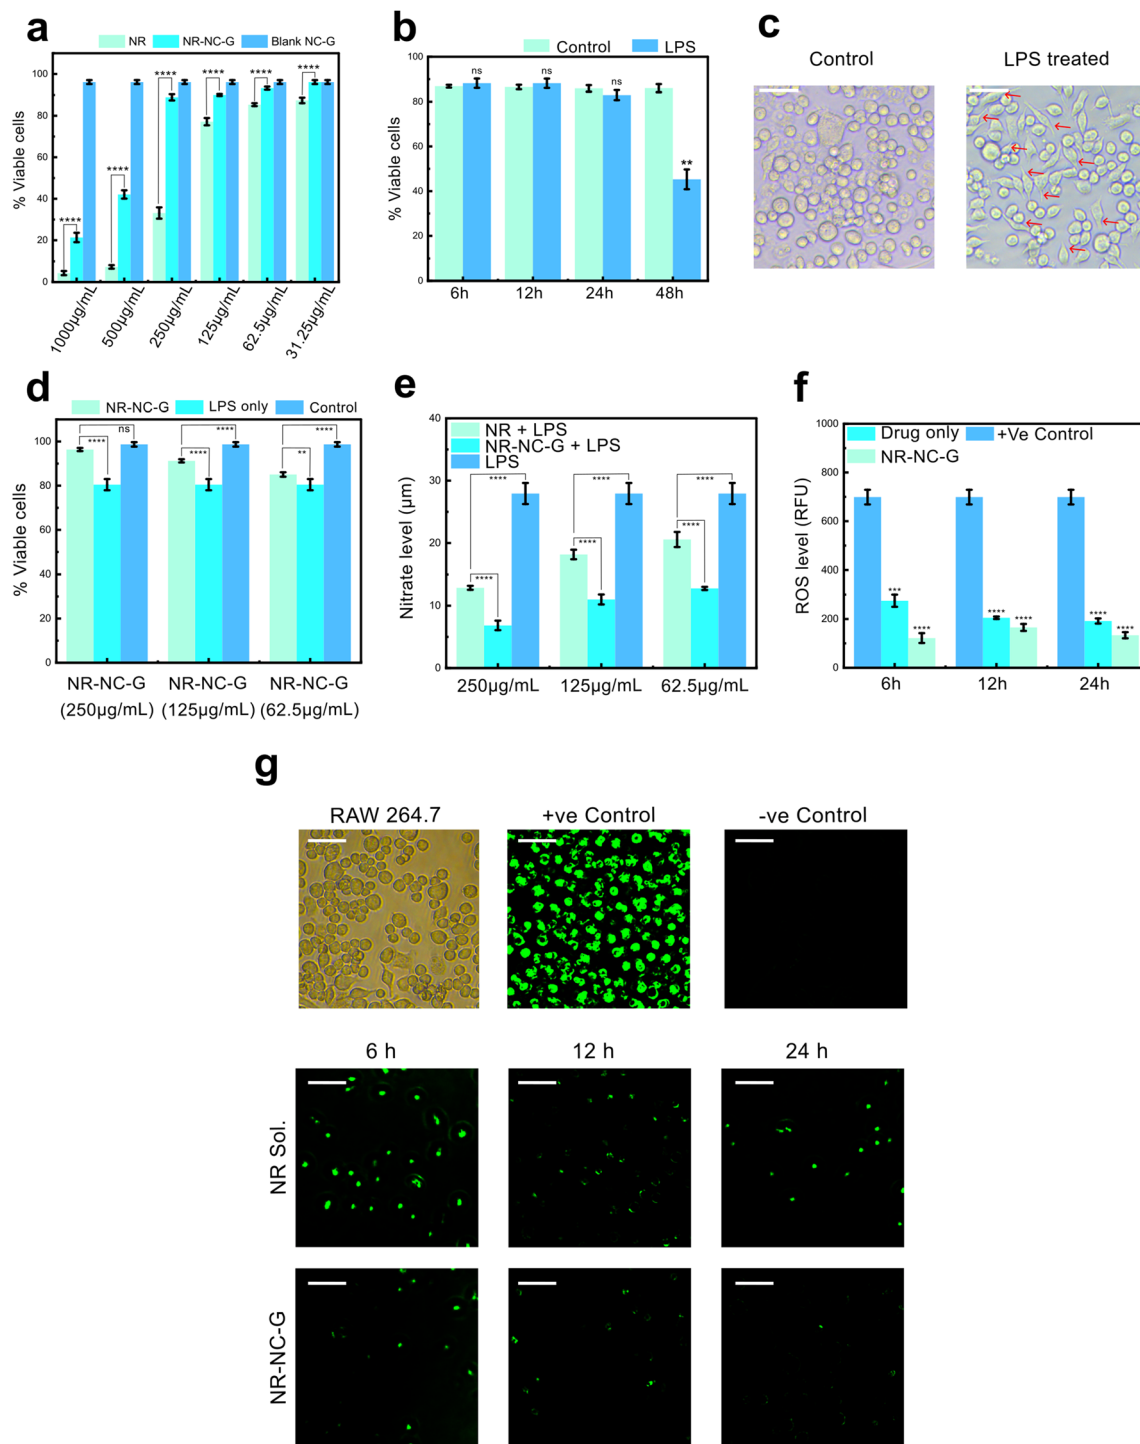 a
NR NR-NC-G Blank NC-G
% Viable cells
100
80
60
40
20
0
**** **** **** **** **** ****
1000µg/mL 500µg/mL 250µg/mL 125µg/mL 62.5µg/mL 31.25µg/mL
b
Control LPS
% Viable cells
100
80
60
40
20
0
ns ns ns **
6h 12h 24h 48h
c
Control LPS treated
d
NR-NC-G LPS only Control
% Viable cells
100
80
60
40
20
0
ns **** ****
**** **** **
NR-NC-G NR-NC-G NR-NC-G
(250µg/mL) (125µg/mL) (62.5µg/mL)
e
NR + LPS
NR-NC-G + LPS
LPS
Nitrate level (µm)
40
30
20
10
0
**** **** ****
**** **** ****
250µg/mL 125µg/mL 62.5µg/mL
f
Drug only +Ve Control
NR-NC-G
ROS level (RFU)
1000
800
600
400
200
0
*** **** ****
**** **** ****
6h 12h 24h
g
RAW 264.7 +ve Control -ve Control
6 h 12 h 24 h
NR Sol.
NR-NC-G